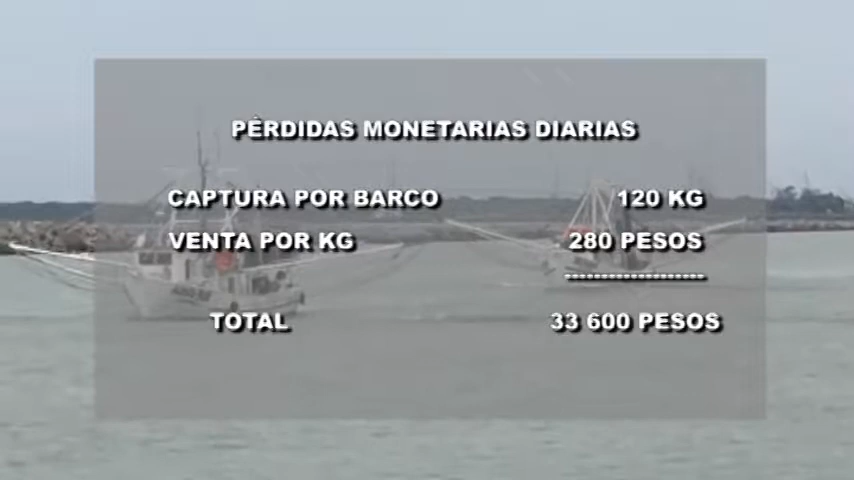 PÉRDIDAS MONETARIAS DIARIAS
CAPTURA POR BARCO 120 KG
VENTA POR KG 280 PESOS
--------------------
TOTAL 33 600 PESOS